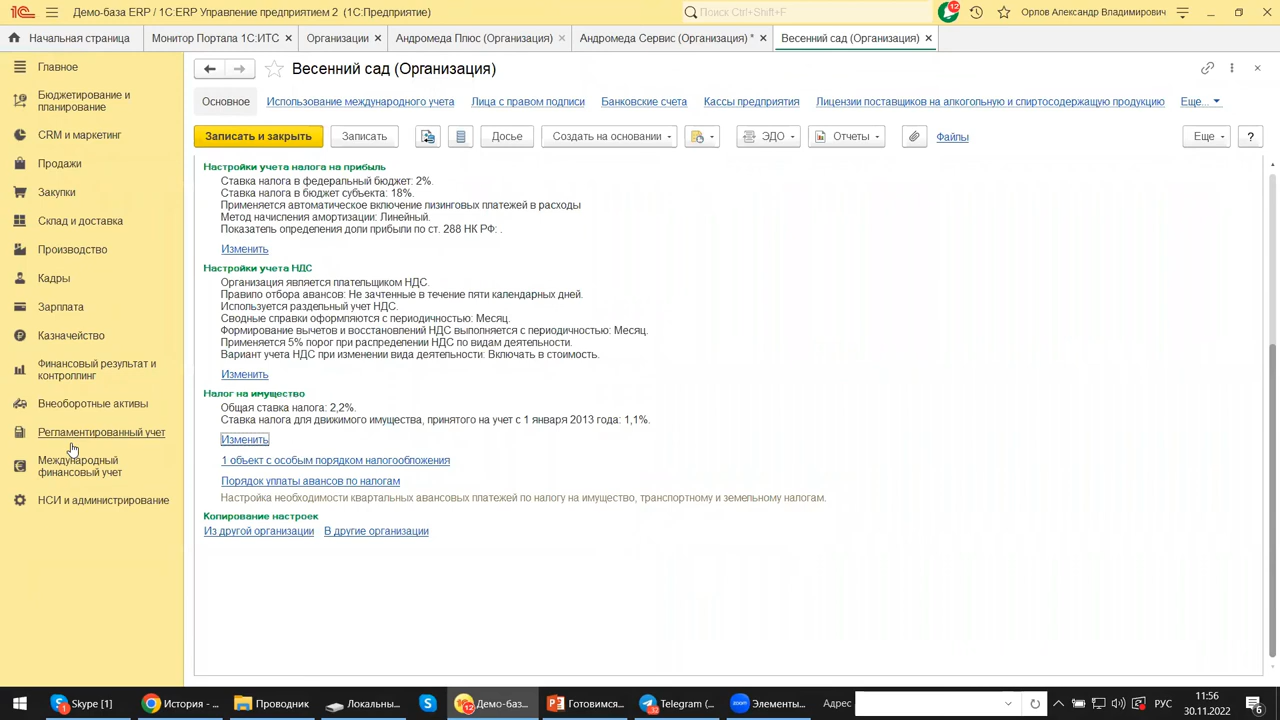 Демо-база ERP / 1С:ERP Управление предприятием 2 (1С:Предприятие)
Поиск Ctrl+Shift+F
12
Орлов Александр Владимирович
Начальная страница
Монитор Портала 1С:ИТС ×
Организации ×
Андромеда Плюс (Организация) ×
Андромеда Сервис (Организация) * ×
Весенний сад (Организация) ×
Главное
Бюджетирование и
планирование
CRM и маркетинг
Продажи
Закупки
Склад и доставка
Производство
Кадры
Зарплата
Казначейство
Финансовый результат и
контроллинг
Внеоборотные активы
Регламентированный учет
Международный
финансовый учет
НСИ и администрирование
Весенний сад (Организация)
Основное
Использование международного учета
Лица с правом подписи
Банковские счета
Кассы предприятия
Лицензии поставщиков на алкогольную и спиртосодержащую продукцию
Еще...
Записать и закрыть
Записать
Досье
Создать на основании
ЭДО
Отчеты
Файлы
Еще
?
Настройки учета налога на прибыль
Ставка налога в федеральный бюджет: 2%.
Ставка налога в бюджет субъекта: 18%.
Применяется автоматическое включение лизинговых платежей в расходы
Метод начисления амортизации: Линейный.
Показатель определения доли прибыли по ст. 288 НК РФ: .
Изменить
Настройки учета НДС
Организация является плательщиком НДС.
Правило отбора авансов: Не зачтенные в течение пяти календарных дней.
Используется раздельный учет НДС.
Сводные справки оформляются с периодичностью: Месяц.
Формирование вычетов и восстановлений НДС выполняется с периодичностью: Месяц.
Применяется 5% порог при распределении НДС по видам деятельности.
Вариант учета НДС при изменении вида деятельности: Включать в стоимость.
Изменить
Налог на имущество
Общая ставка налога: 2,2%.
Ставка налога для движимого имущества, принятого на учет с 1 января 2013 года: 1,1%.
Изменить
1 объект с особым порядком налогообложения
Порядок уплаты авансов по налогам
Настройка необходимости квартальных авансовых платежей по налогу на имущество, транспортному и земельному налогам.
Копирование настроек
Из другой организации
В другие организации
Skype [1]
История - ...
Проводник
Локальны...
12
Демо-баз...
Готовимся...
Telegram (...
Элементы...
Адрес
РУС
11:56
30.11.2022
6